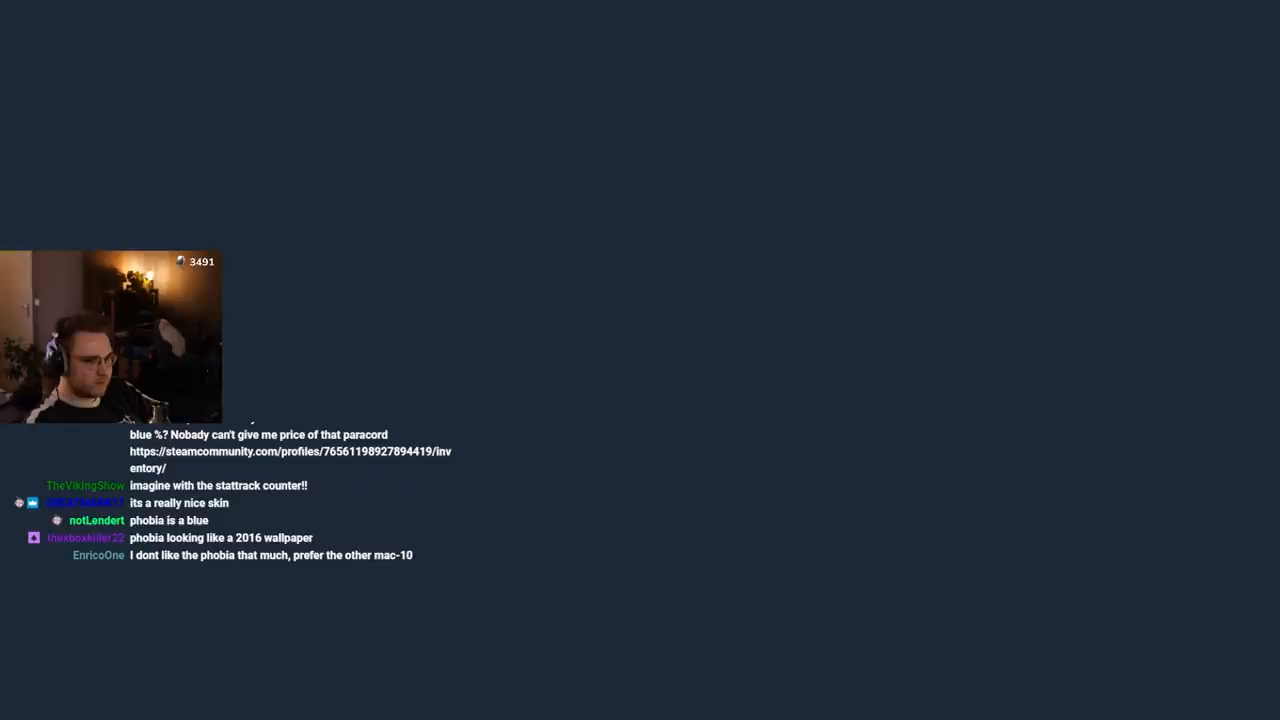 3491
blue %? Nobady can't give me price of that paracord
https://steamcommunity.com/profiles/76561198927894419/inv
entory/
TheVikingShow imagine with the stattrack counter!!
its a really nice skin
notLendert phobia is a blue
thexboxkiller22 phobia looking like a 2016 wallpaper
EnricoOne I dont like the phobia that much, prefer the other mac-10